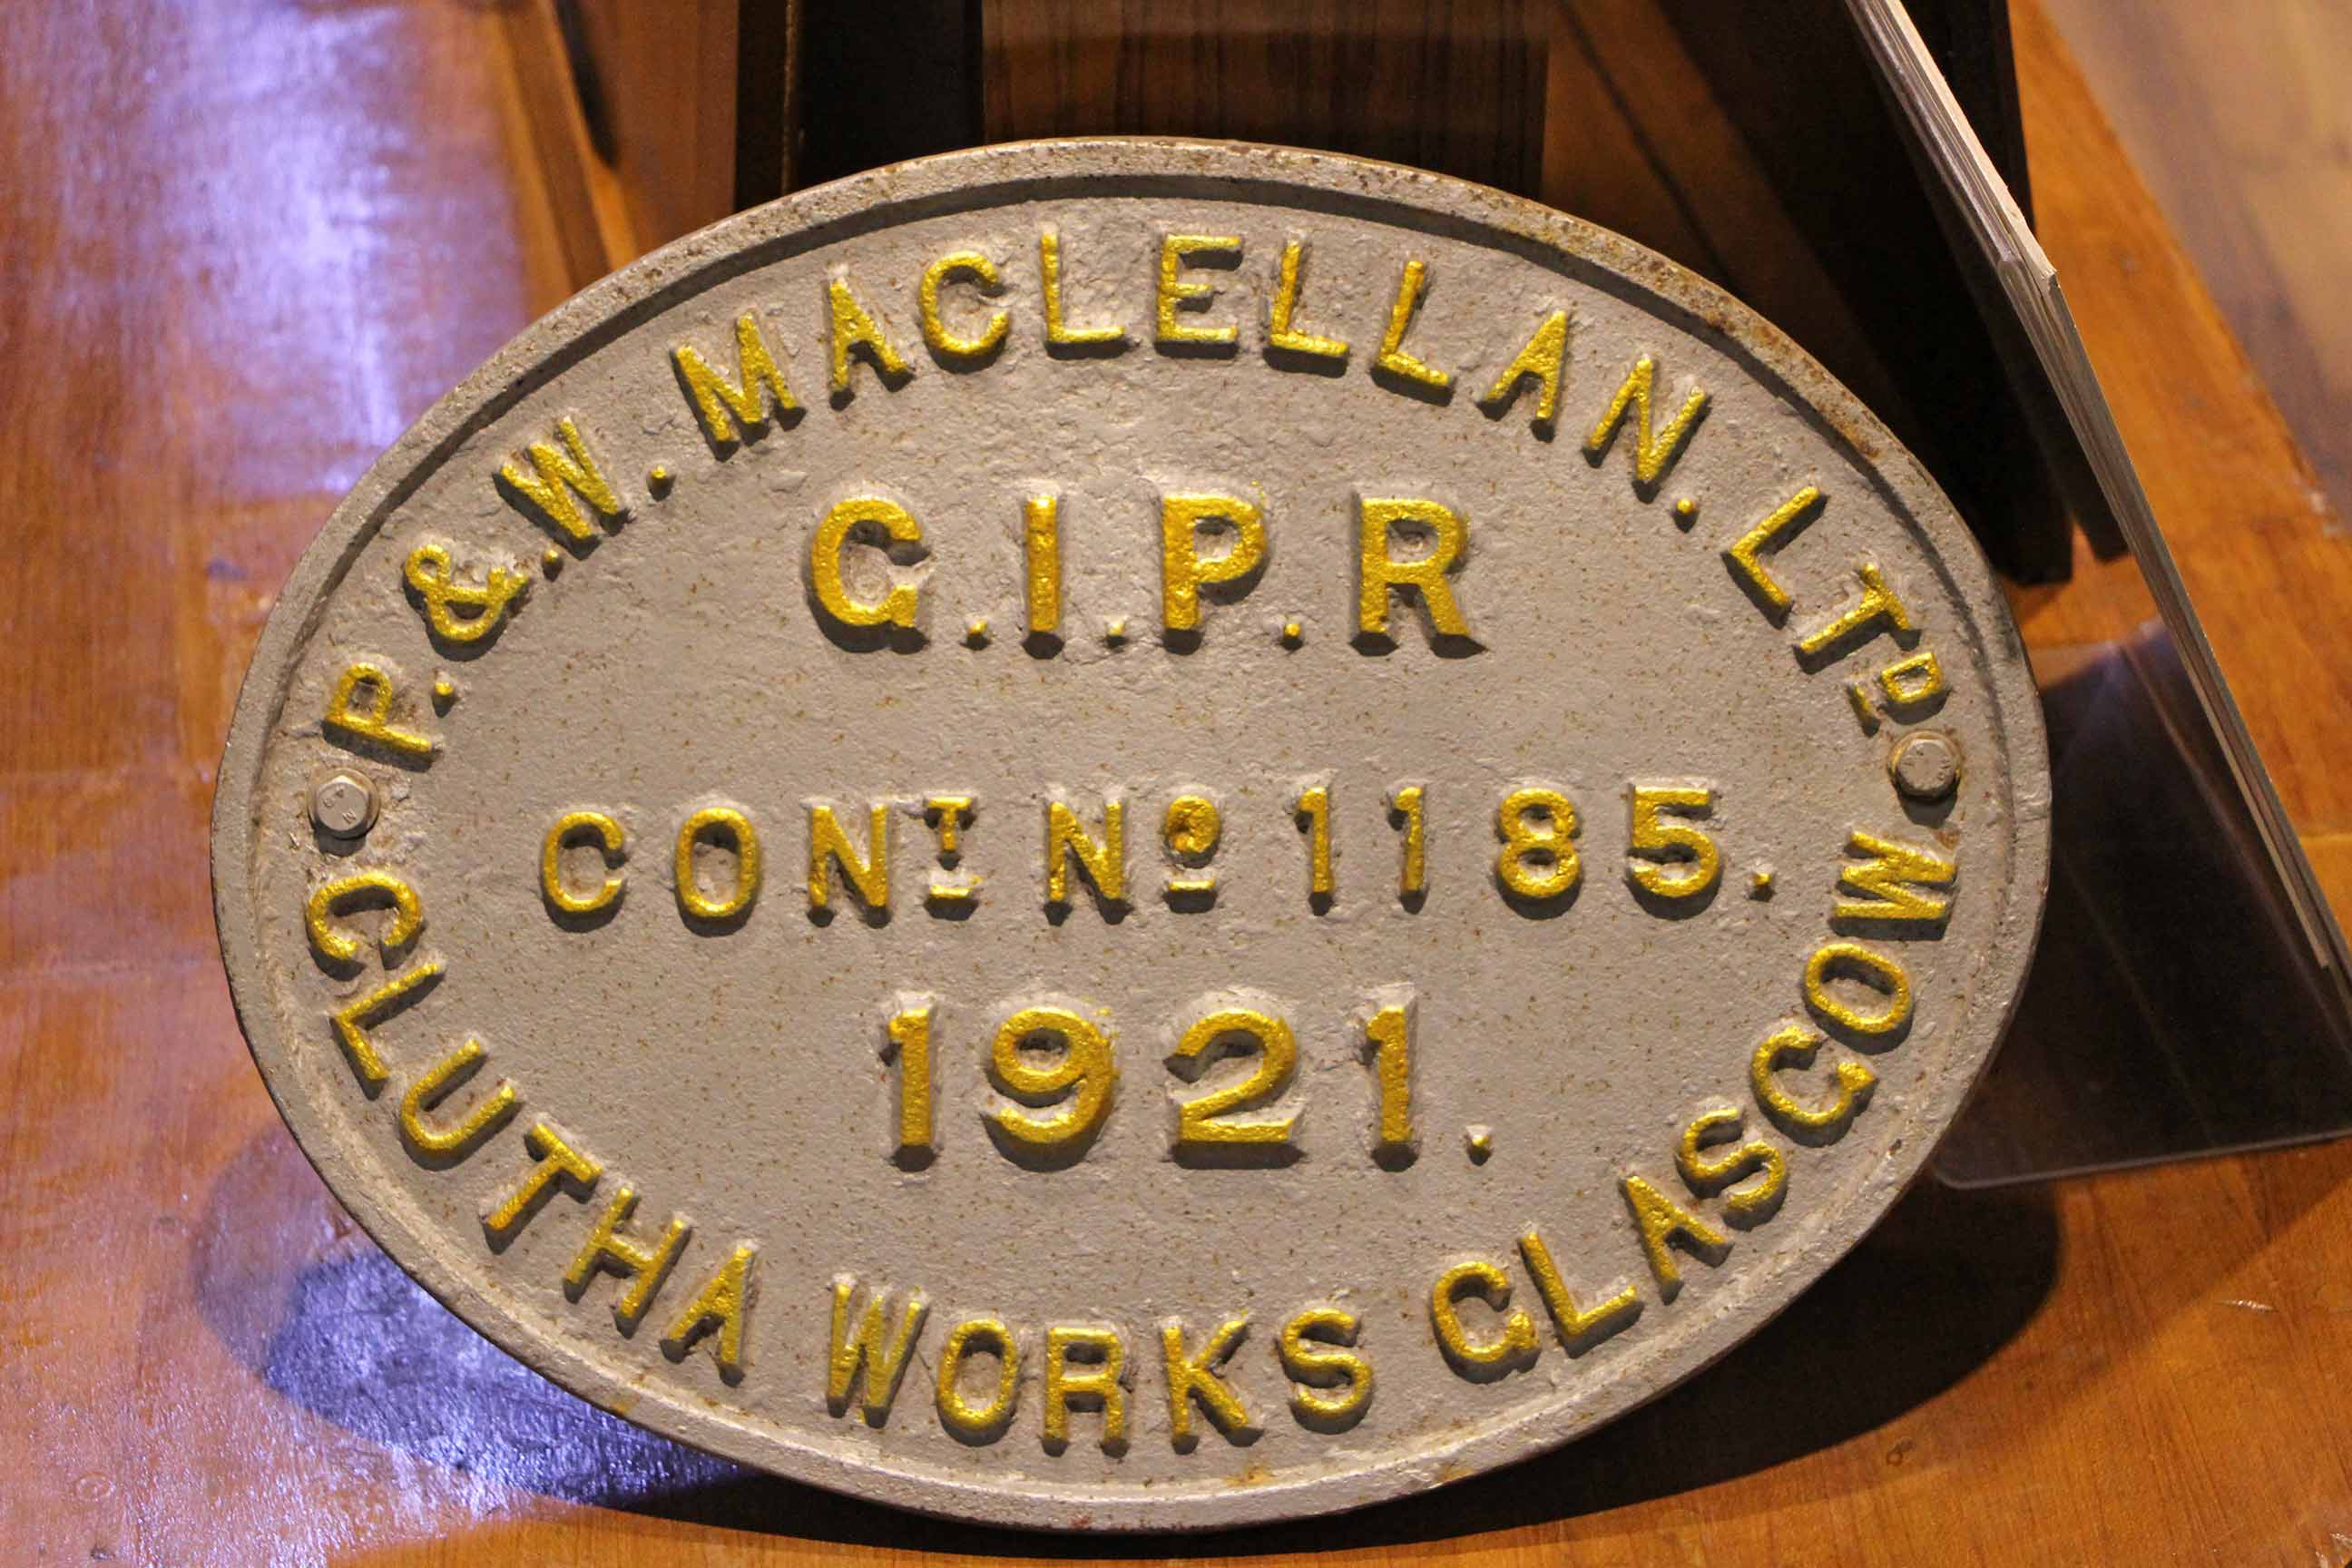 P. & .W. MACLELLAN. LTD
G.I.P.R
CONT NO 1185.
1921.
CLUTHA WORKS GLASGOW